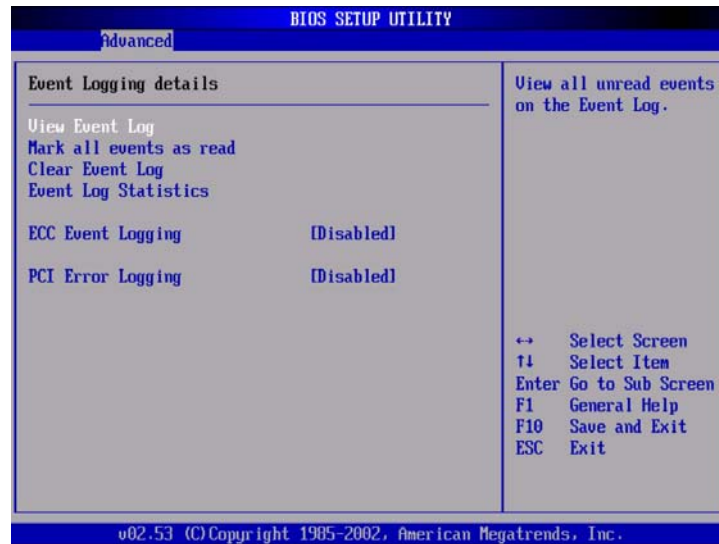 BIOS SETUP UTILITY
Advanced
Event Logging details
View Event Log
Mark all events as read
Clear Event Log
Event Log Statistics
ECC Event Logging [Disabled]
PCI Error Logging [Disabled]
View all unread events
on the Event Log.
↔ Select Screen
↑↓ Select Item
Enter Go to Sub Screen
F1 General Help
F10 Save and Exit
ESC Exit
v02.53 (C)Copyright 1985-2002, American Megatrends, Inc.